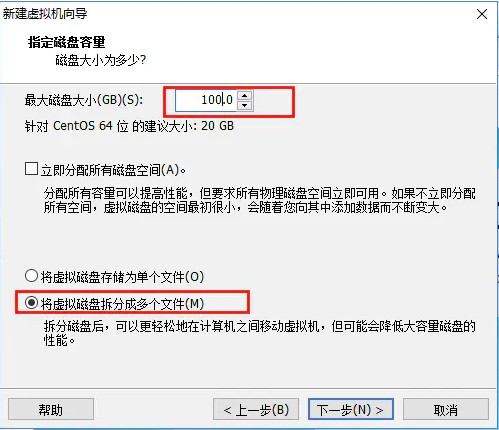 新建虚拟机向导
指定磁盘容量
磁盘大小为多少?
最大磁盘大小(GB)(S): 100.0
针对 CentOS 64 位 的建议大小: 20 GB
立即分配所有磁盘空间(A)。
分配所有容量可以提高性能，但要求所有物理磁盘空间立即可用。如果不立即分配
所有空间，虚拟磁盘的空间最初很小，会随着您向其中添加数据而不断变大。
将虚拟磁盘存储为单个文件(O)
将虚拟磁盘拆分成多个文件(M)
拆分磁盘后，可以更轻松地在计算机之间移动虚拟机，但可能会降低大容量磁盘的
性能。
帮助 < 上一步(B) 下一步(N) > 取消